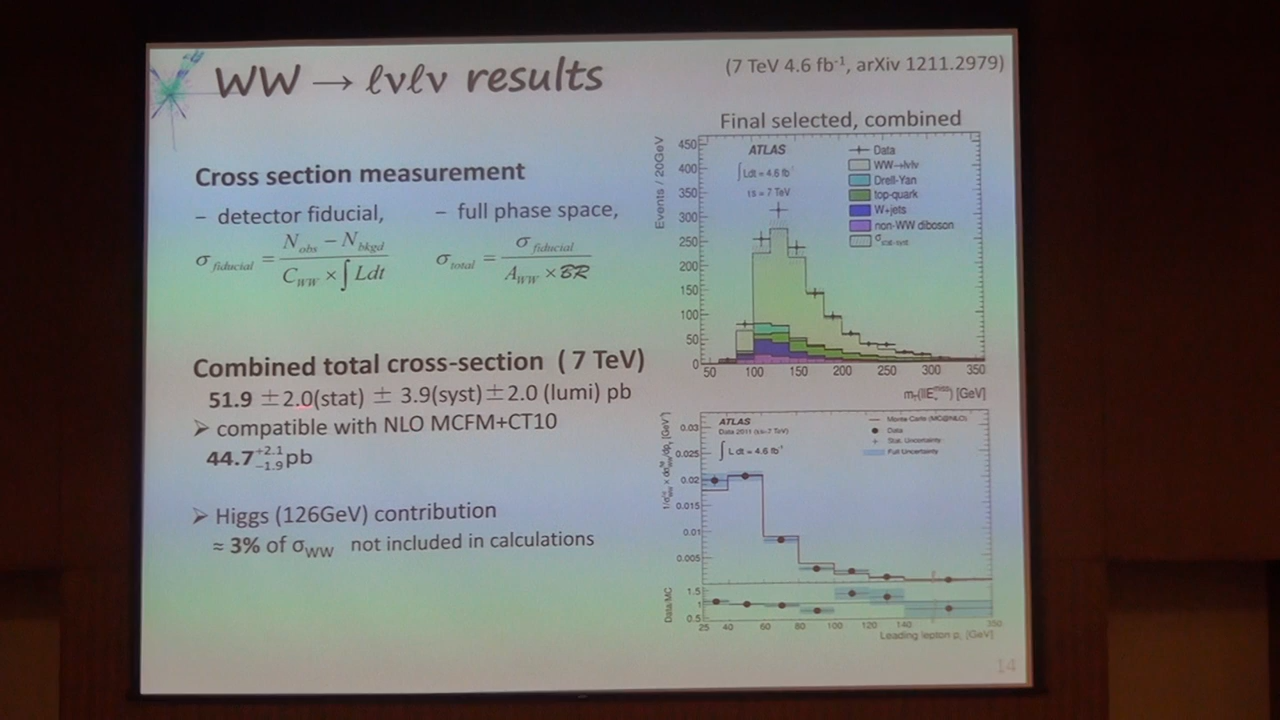 WW → ℓνℓν results
(7 TeV 4.6 fb-1, arXiv 1211.2979)
Cross section measurement
– detector fiducial,
– full phase space,
σ fiducial = (N obs − N bkgd) / (C WW × ∫ Ldt)
σ total = σ fiducial / (A WW × BR)
Combined total cross-section ( 7 TeV)
51.9 ± 2.0(stat) ± 3.9(syst) ± 2.0 (lumi) pb
➢ compatible with NLO MCFM+CT10
44.7 +2.1 −1.9 pb
➢ Higgs (126GeV) contribution
≈ 3% of σWW not included in calculations
Final selected, combined
Events / 20GeV
450
400
350
300
250
200
150
100
50
0
ATLAS
∫ Ldt = 4.6 fb-1
√s = 7 TeV
Data
WW→lνlν
Drell-Yan
top-quark
W+jets
non-WW diboson
50 100 150 200 250 300 350
[GeV]
ATLAS
Data 2011 (√s=7 TeV)
∫ L dt = 4.6 fb-1
Monte Carlo (MC@NLO)
Data
Stat. Uncertainty
Full Uncertainty
0.03
0.025
0.02
0.015
0.01
0.005
Data/MC
1.5
1
0.5
25 40 60 80 100 120 140 350
Leading lepton pT [GeV]
14